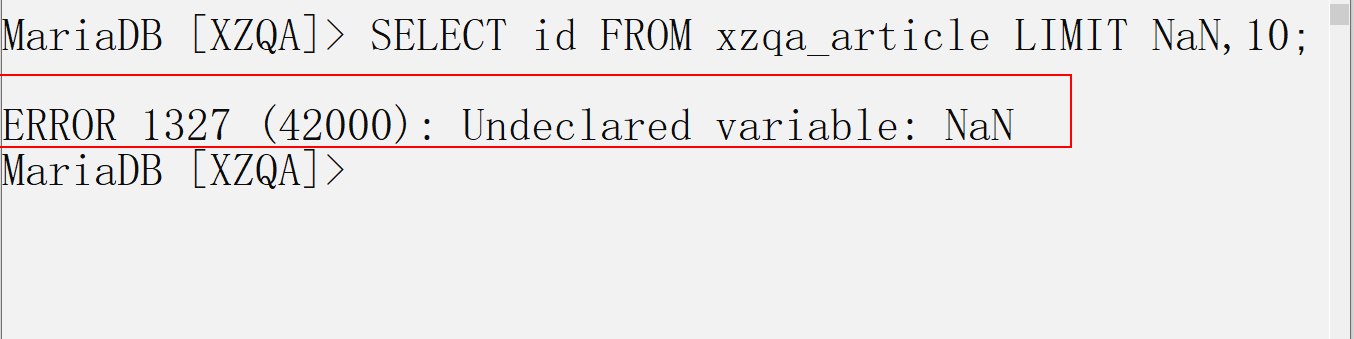 MariaDB [XZQA]> SELECT id FROM xzqa_article LIMIT NaN,10;
ERROR 1327 (42000): Undeclared variable: NaN
MariaDB [XZQA]>